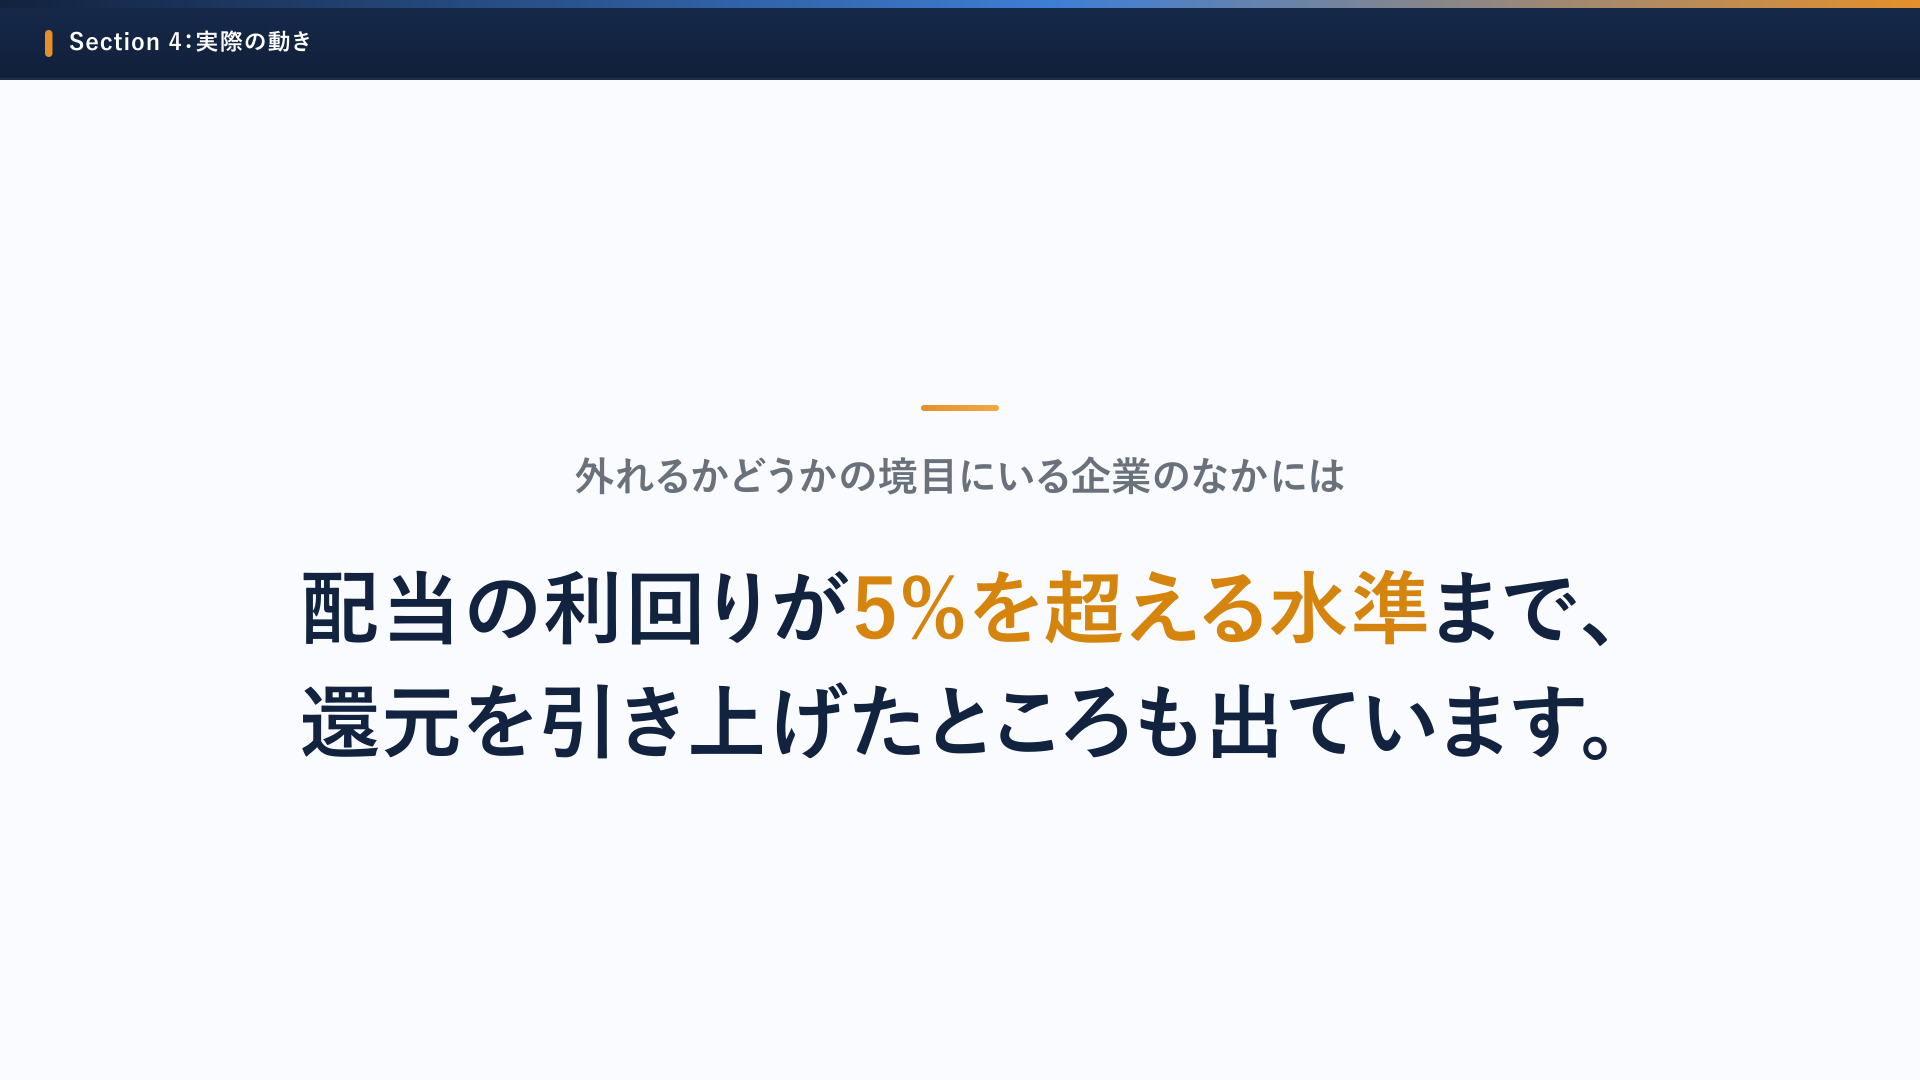 Section 4：実際の動き
外れるかどうかの境目にいる企業のなかには
配当の利回りが5%を超える水準まで、
還元を引き上げたところも出ています。